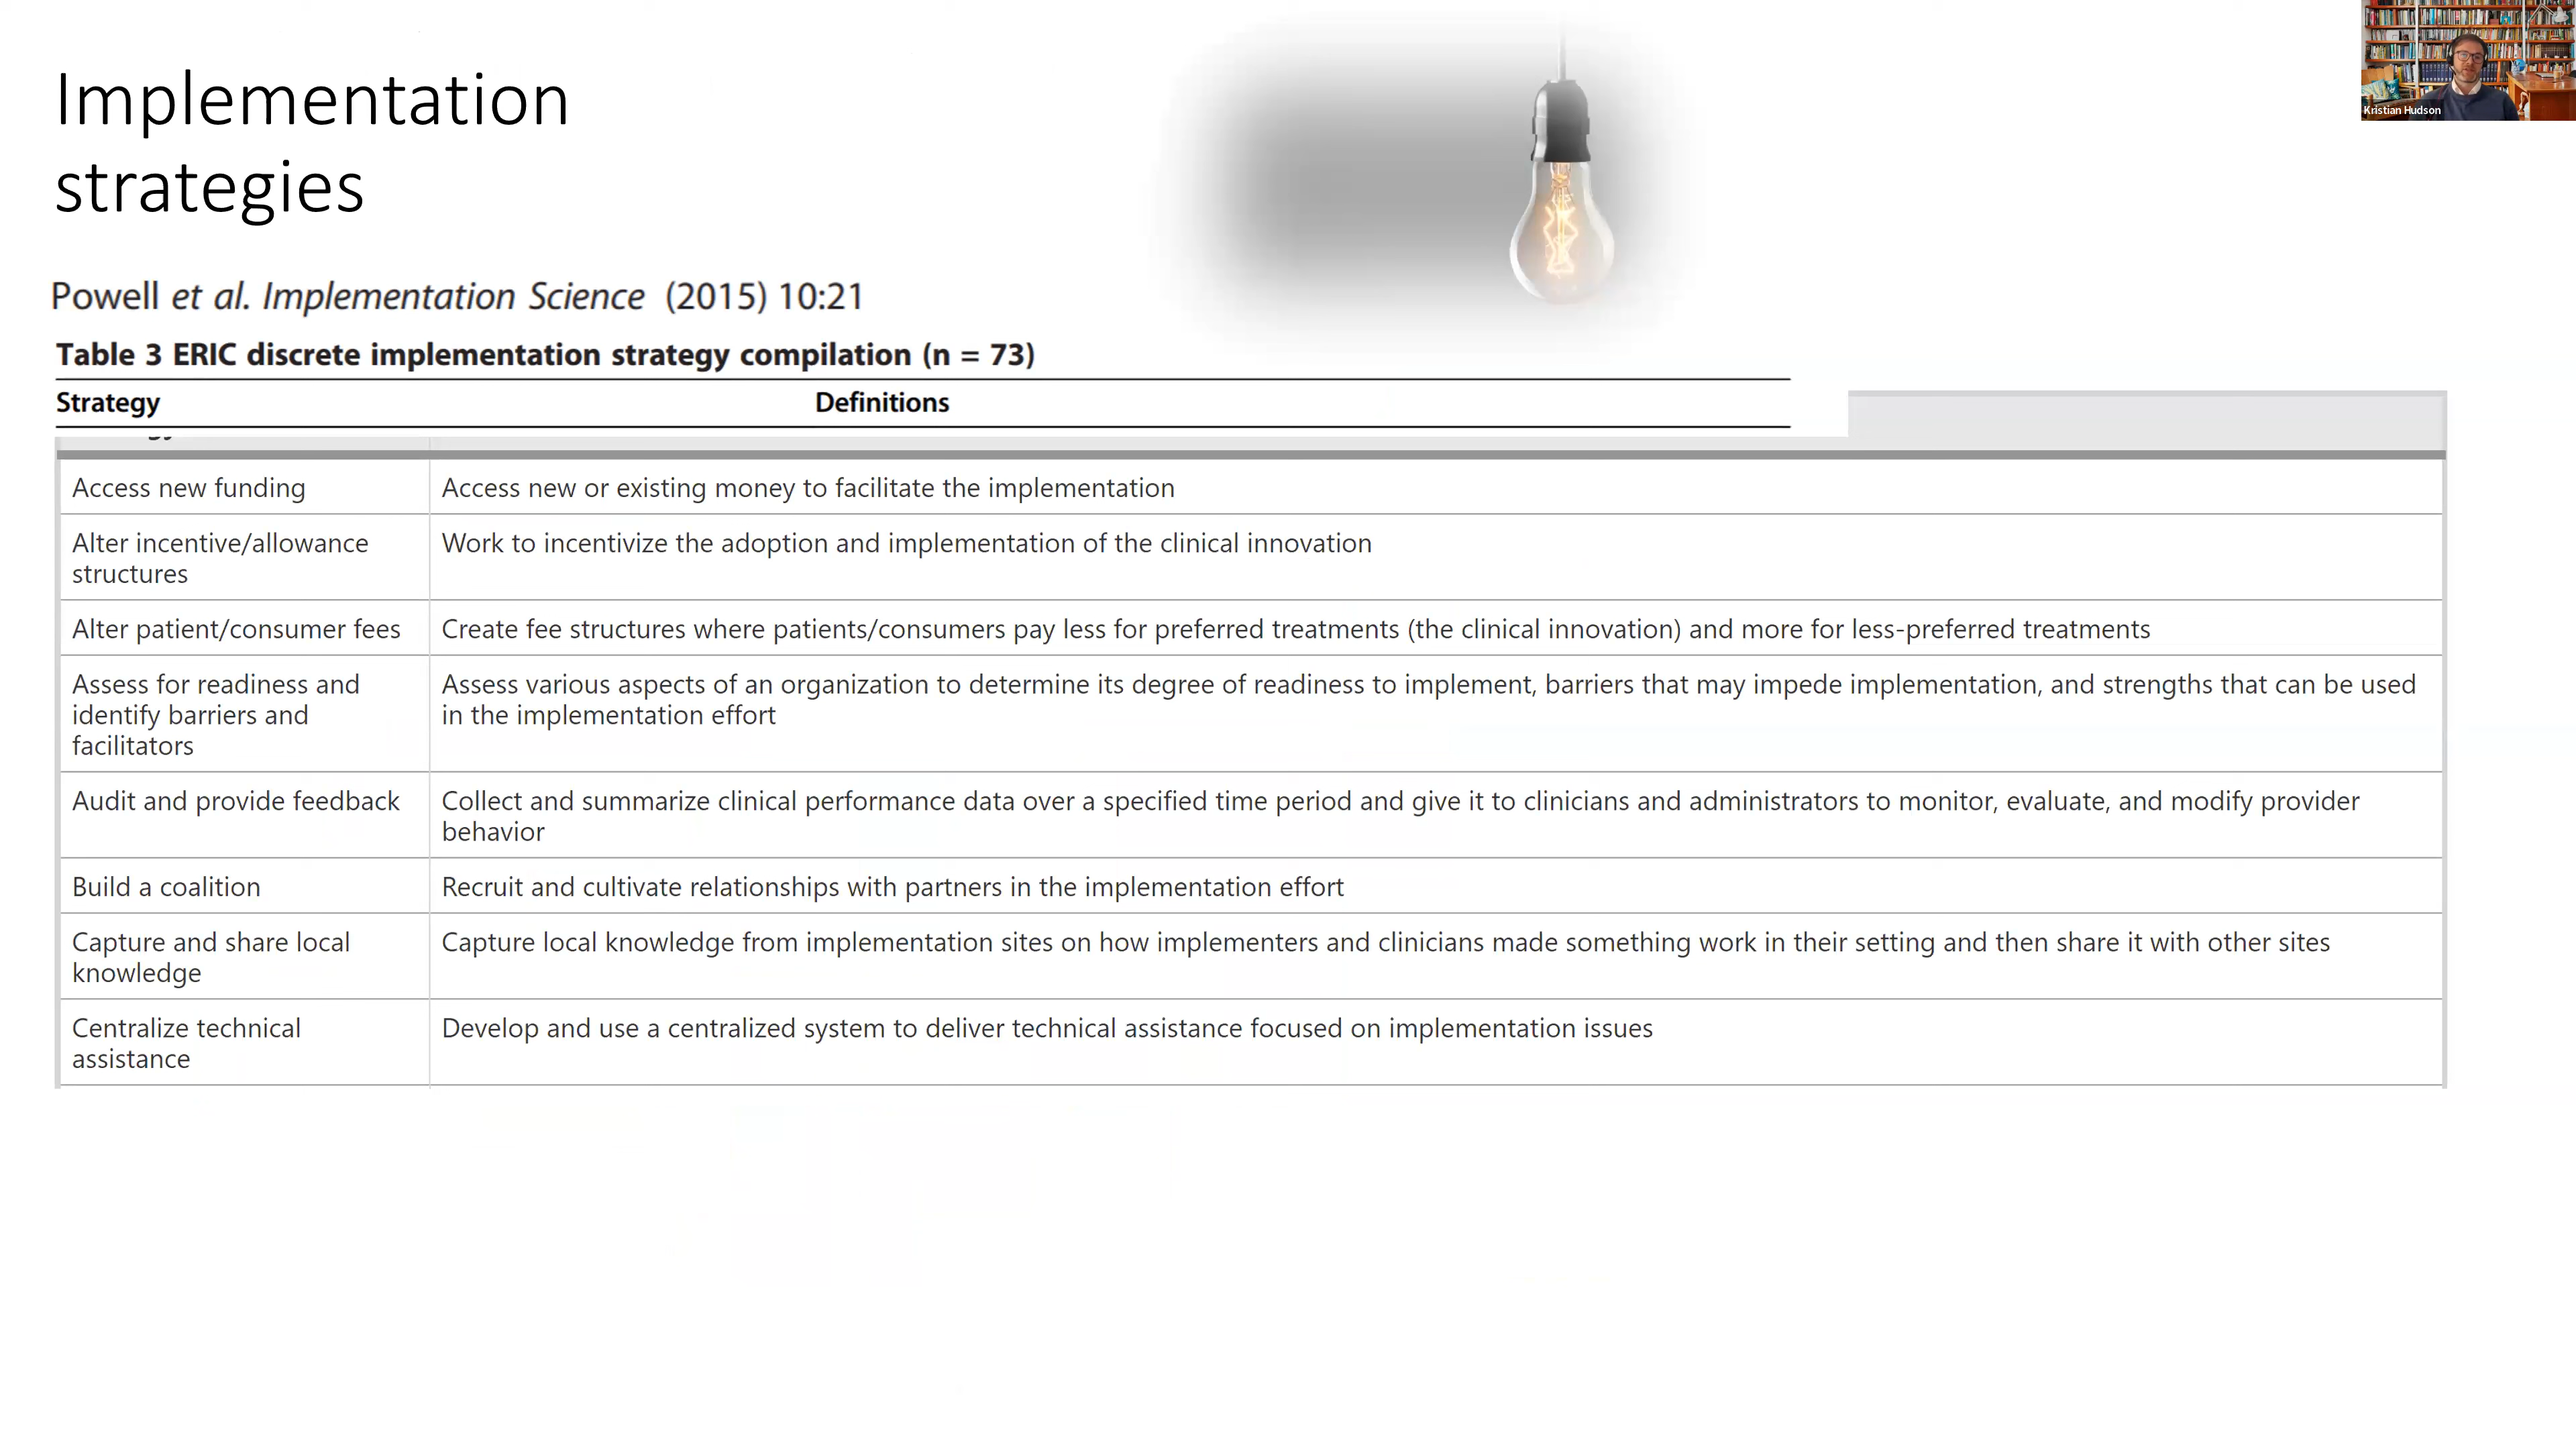 Implementation
strategies
Kristian Hudson
Powell et al. Implementation Science (2015) 10:21
Table 3 ERIC discrete implementation strategy compilation (n = 73)
Strategy Definitions
Access new funding Access new or existing money to facilitate the implementation
Alter incentive/allowance Work to incentivize the adoption and implementation of the clinical innovation
structures
Alter patient/consumer fees Create fee structures where patients/consumers pay less for preferred treatments (the clinical innovation) and more for less-preferred treatments
Assess for readiness and Assess various aspects of an organization to determine its degree of readiness to implement, barriers that may impede implementation, and strengths that can be used
identify barriers and in the implementation effort
facilitators
Audit and provide feedback Collect and summarize clinical performance data over a specified time period and give it to clinicians and administrators to monitor, evaluate, and modify provider
behavior
Build a coalition Recruit and cultivate relationships with partners in the implementation effort
Capture and share local Capture local knowledge from implementation sites on how implementers and clinicians made something work in their setting and then share it with other sites
knowledge
Centralize technical Develop and use a centralized system to deliver technical assistance focused on implementation issues
assistance